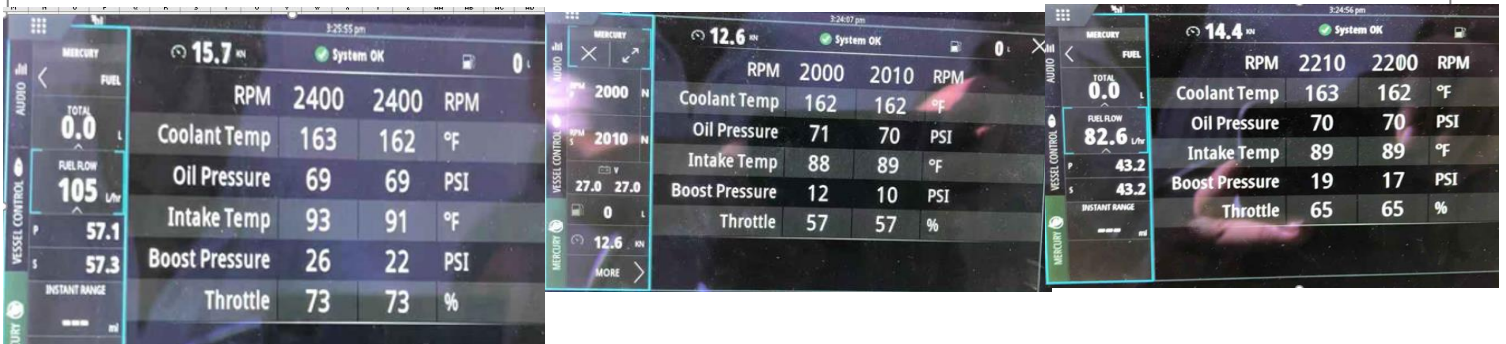 3:25:55 pm
MERCURY
15.7 KN
System OK
0 L
FUEL
AUDIO
TOTAL
0.0 L
FUEL FLOW
105 L/hr
VESSEL CONTROL
P 57.1
S 57.3
INSTANT RANGE
--- mi
RPM 2400 2400 RPM
Coolant Temp 163 162 °F
Oil Pressure 69 69 PSI
Intake Temp 93 91 °F
Boost Pressure 26 22 PSI
Throttle 73 73 %
3:24:07 pm
MERCURY
12.6 KN
System OK
0 L
AUDIO
RPM P 2000 N
RPM S 2010 N
VESSEL CONTROL
V
27.0 27.0
0 L
12.6 KN
MERCURY
MORE
RPM 2000 2010 RPM
Coolant Temp 162 162 °F
Oil Pressure 71 70 PSI
Intake Temp 88 89 °F
Boost Pressure 12 10 PSI
Throttle 57 57 %
3:24:56 pm
MERCURY
14.4 KN
System OK
FUEL
AUDIO
TOTAL
0.0 L
FUEL FLOW
82.6 L/hr
VESSEL CONTROL
P 43.2
S 43.2
INSTANT RANGE
--- mi
MERCURY
RPM 2210 2200 RPM
Coolant Temp 163 162 °F
Oil Pressure 70 70 PSI
Intake Temp 89 89 °F
Boost Pressure 19 17 PSI
Throttle 65 65 %